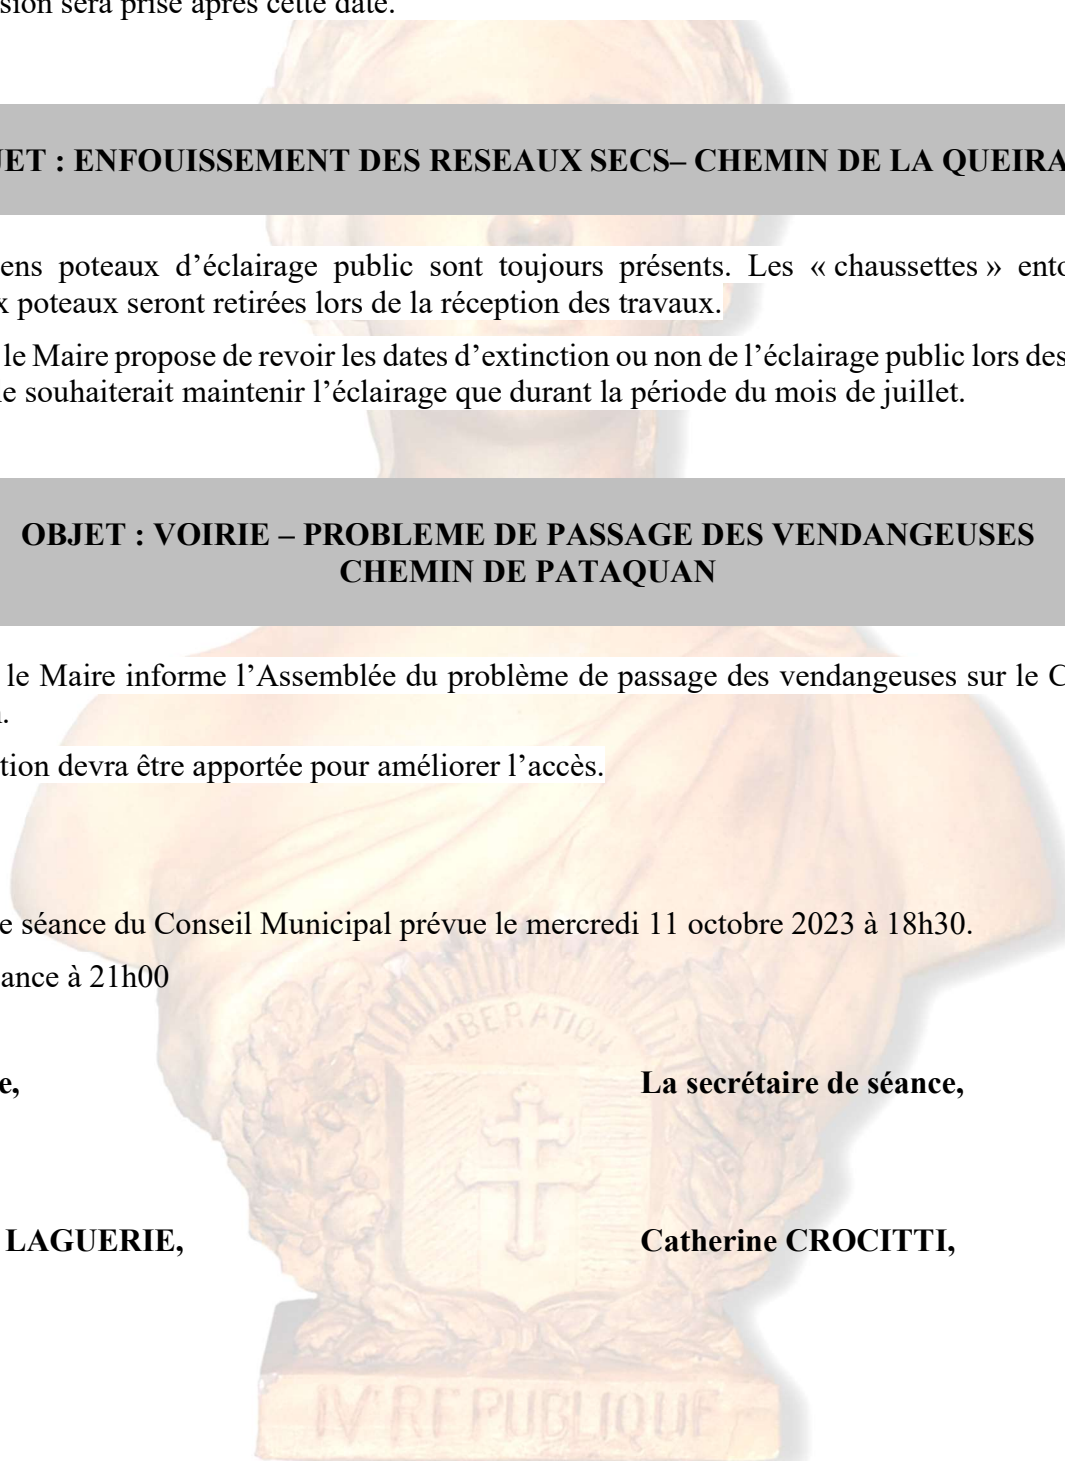 sion sera prise après cette date.
JET : ENFOUISSEMENT DES RESEAUX SECS– CHEMIN DE LA QUEIRA
ens poteaux d’éclairage public sont toujours présents. Les « chaussettes » ento
x poteaux seront retirées lors de la réception des travaux.
le Maire propose de revoir les dates d’extinction ou non de l’éclairage public lors des
le souhaiterait maintenir l’éclairage que durant la période du mois de juillet.
OBJET : VOIRIE – PROBLEME DE PASSAGE DES VENDANGEUSES
CHEMIN DE PATAQUAN
le Maire informe l’Assemblée du problème de passage des vendangeuses sur le C
.
tion devra être apportée pour améliorer l’accès.
e séance du Conseil Municipal prévue le mercredi 11 octobre 2023 à 18h30.
ance à 21h00
LIBERATION
e,
La secrétaire de séance,
LAGUERIE,
Catherine CROCITTI,
IV REPUBLIQUE